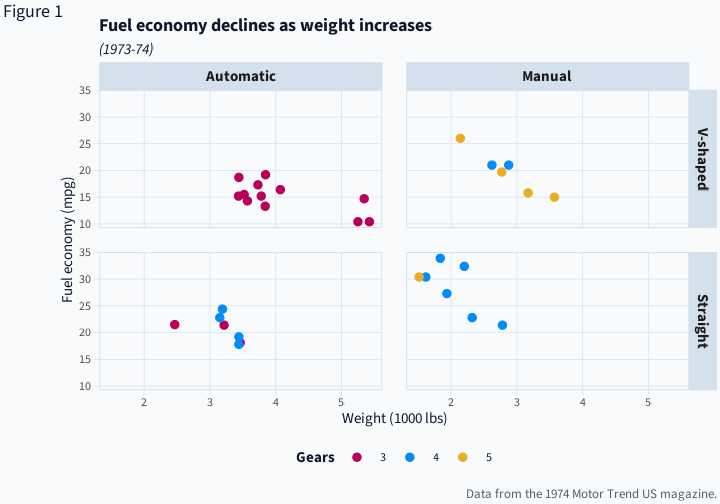 Figure 1
Fuel economy declines as weight increases
(1973-74)
Automatic
Manual
V-shaped
Straight
Fuel economy (mpg)
35
30
25
20
15
10
35
30
25
20
15
10
2 3 4 5
2 3 4 5
Weight (1000 lbs)
Gears 3 4 5
Data from the 1974 Motor Trend US magazine.